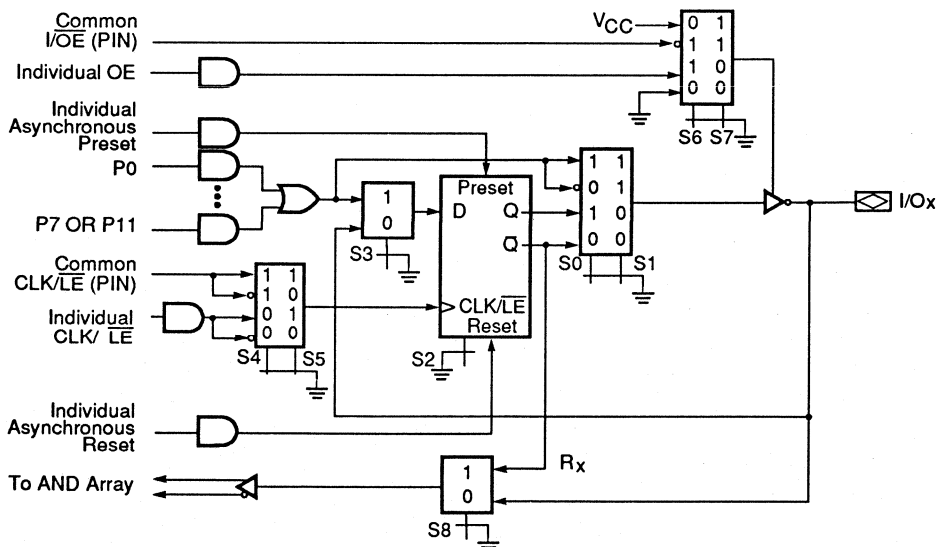 Common
I/OE (PIN)
Individual OE
Individual
Asynchronous
Preset
P0
P7 OR P11
Common
CLK/LE (PIN)
Individual
CLK/ LE
Individual
Asynchronous
Reset
To AND Array
VCC
0 1
1 1
1 0
0 0
S6 S7
1
0
S3
Preset
D Q
Q
CLK/LE
Reset
S2
1 1
0 1
1 0
0 0
S0 S1
I/Ox
1 1
1 0
0 1
0 0
S4 S5
Rx
1
0
S8